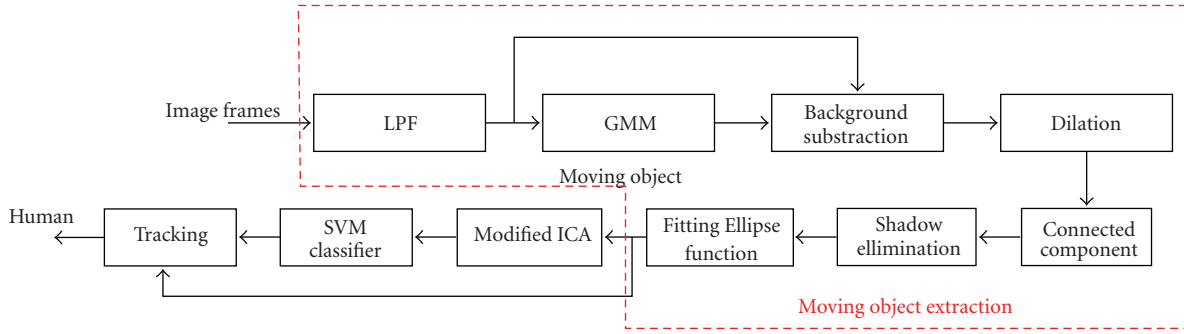 Image frames
LPF
GMM
Background
substraction
Dilation
Moving object
Human
Tracking
SVM
classifier
Modified ICA
Fitting Ellipse
function
Shadow
ellimination
Connected
component
Moving object extraction